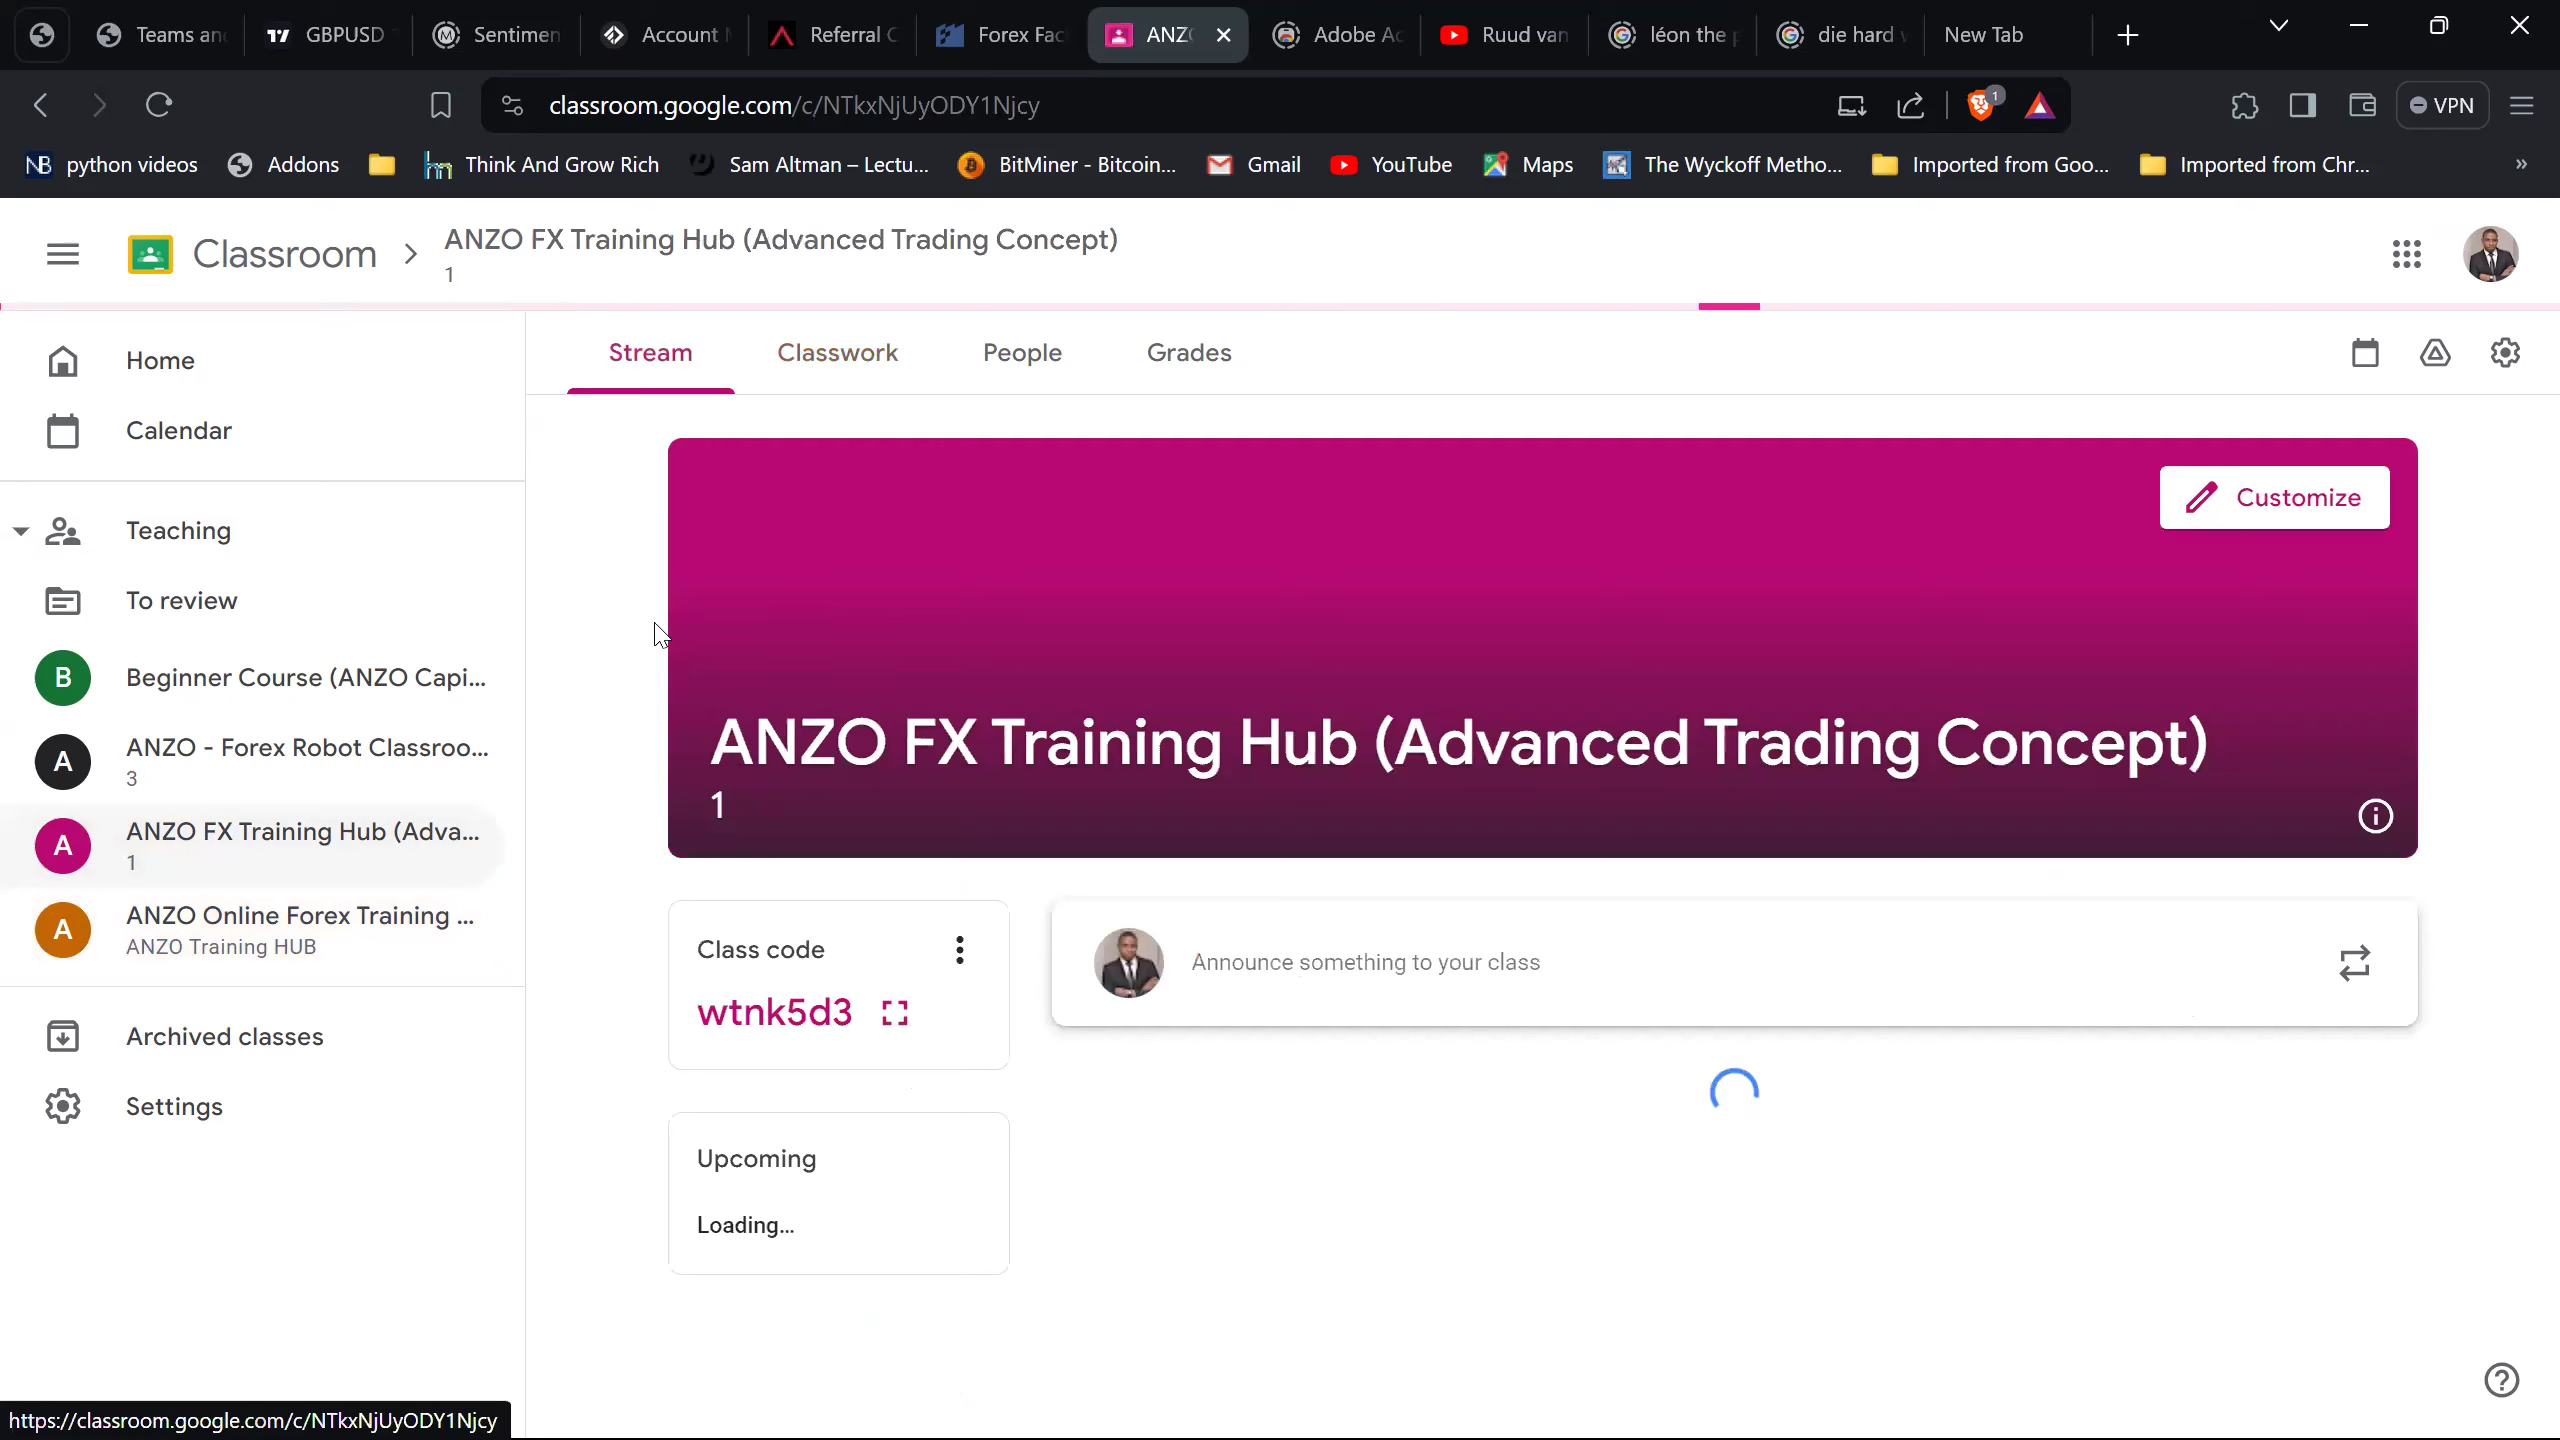 Teams an
GBPUSD
Sentimen
Account
Referral C
Forex Fac
ANZ
Adobe Ac
Ruud van
léon the p
die hard v
New Tab
classroom.google.com/c/NTkxNjUyODY1Njcy
1
VPN
python videos
Addons
Think And Grow Rich
Sam Altman – Lectu...
BitMiner - Bitcoin...
Gmail
YouTube
Maps
The Wyckoff Metho...
Imported from Goo...
Imported from Chr...
»
Classroom
ANZO FX Training Hub (Advanced Trading Concept)
1
Home
Calendar
Teaching
To review
B
Beginner Course (ANZO Capi...
A
ANZO - Forex Robot Classroo...
3
A
ANZO FX Training Hub (Adva...
1
A
ANZO Online Forex Training ...
ANZO Training HUB
Archived classes
Settings
Stream
Classwork
People
Grades
Customize
ANZO FX Training Hub (Advanced Trading Concept)
1
Class code
wtnk5d3
Announce something to your class
Upcoming
Loading...
https://classroom.google.com/c/NTkxNjUyODY1Njcy